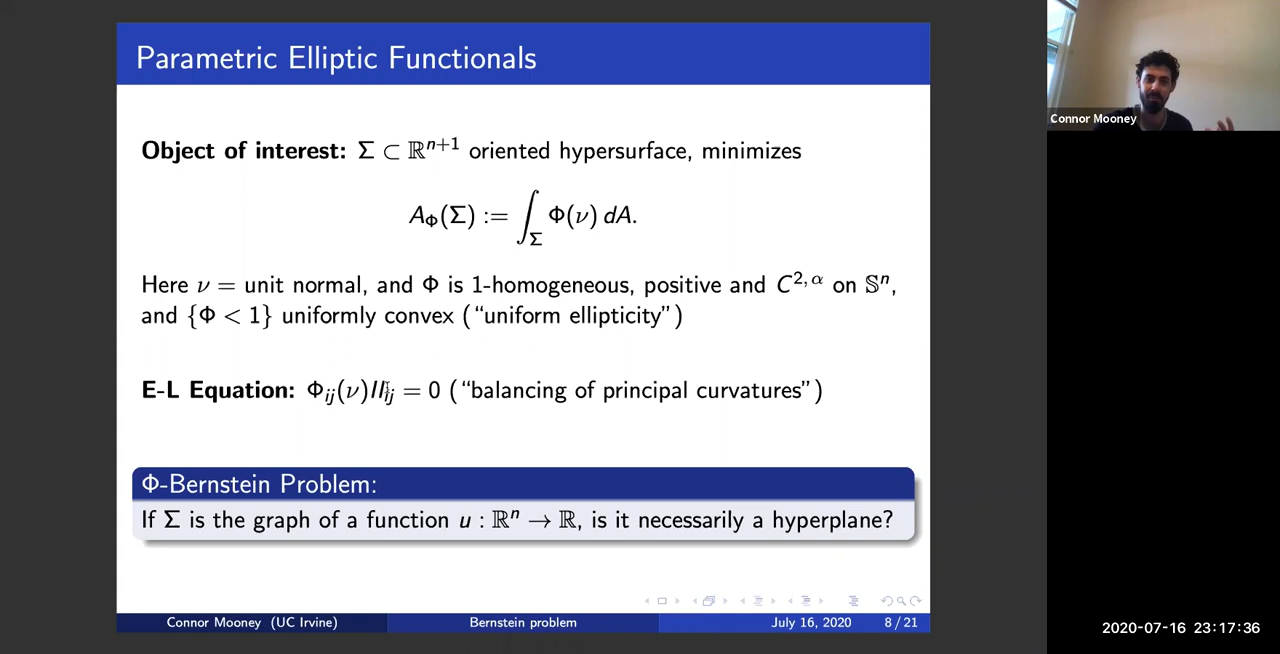 Parametric Elliptic Functionals
Object of interest: Σ ⊂ ℝⁿ⁺¹ oriented hypersurface, minimizes
A_Φ(Σ) := ∫_Σ Φ(ν) dA.
Here ν = unit normal, and Φ is 1-homogeneous, positive and C^{2, α} on 𝕊ⁿ,
and {Φ < 1} uniformly convex (“uniform ellipticity”)
E-L Equation: Φ_{ij}(ν)II_{ij} = 0 (“balancing of principal curvatures”)
Φ-Bernstein Problem:
If Σ is the graph of a function u : ℝⁿ → ℝ, is it necessarily a hyperplane?
Connor Mooney (UC Irvine) Bernstein problem July 16, 2020 8 / 21
Connor Mooney
2020-07-16 23:17:36